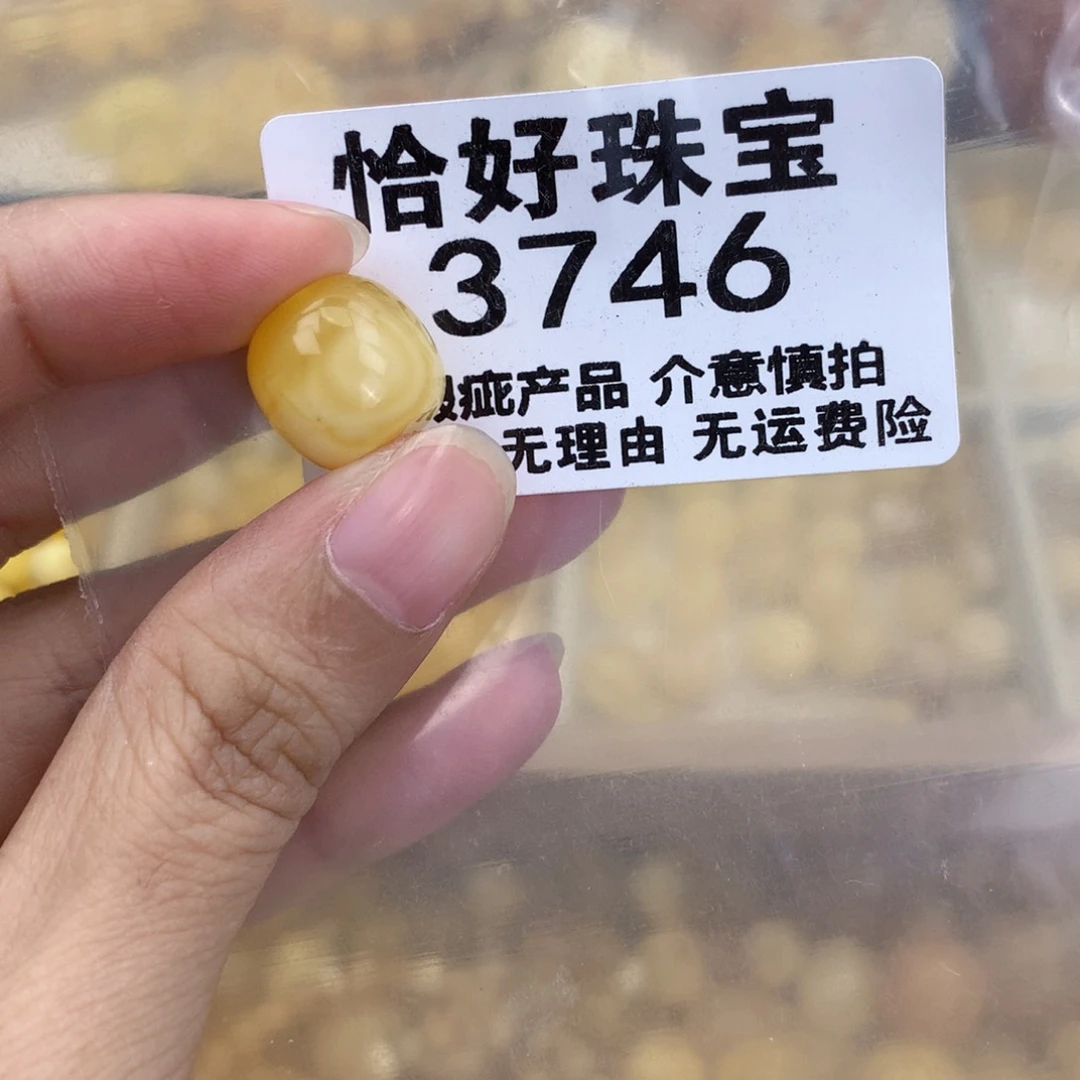 恰好珠宝
3746
疵产品 介意慎拍
无理由 无运费险